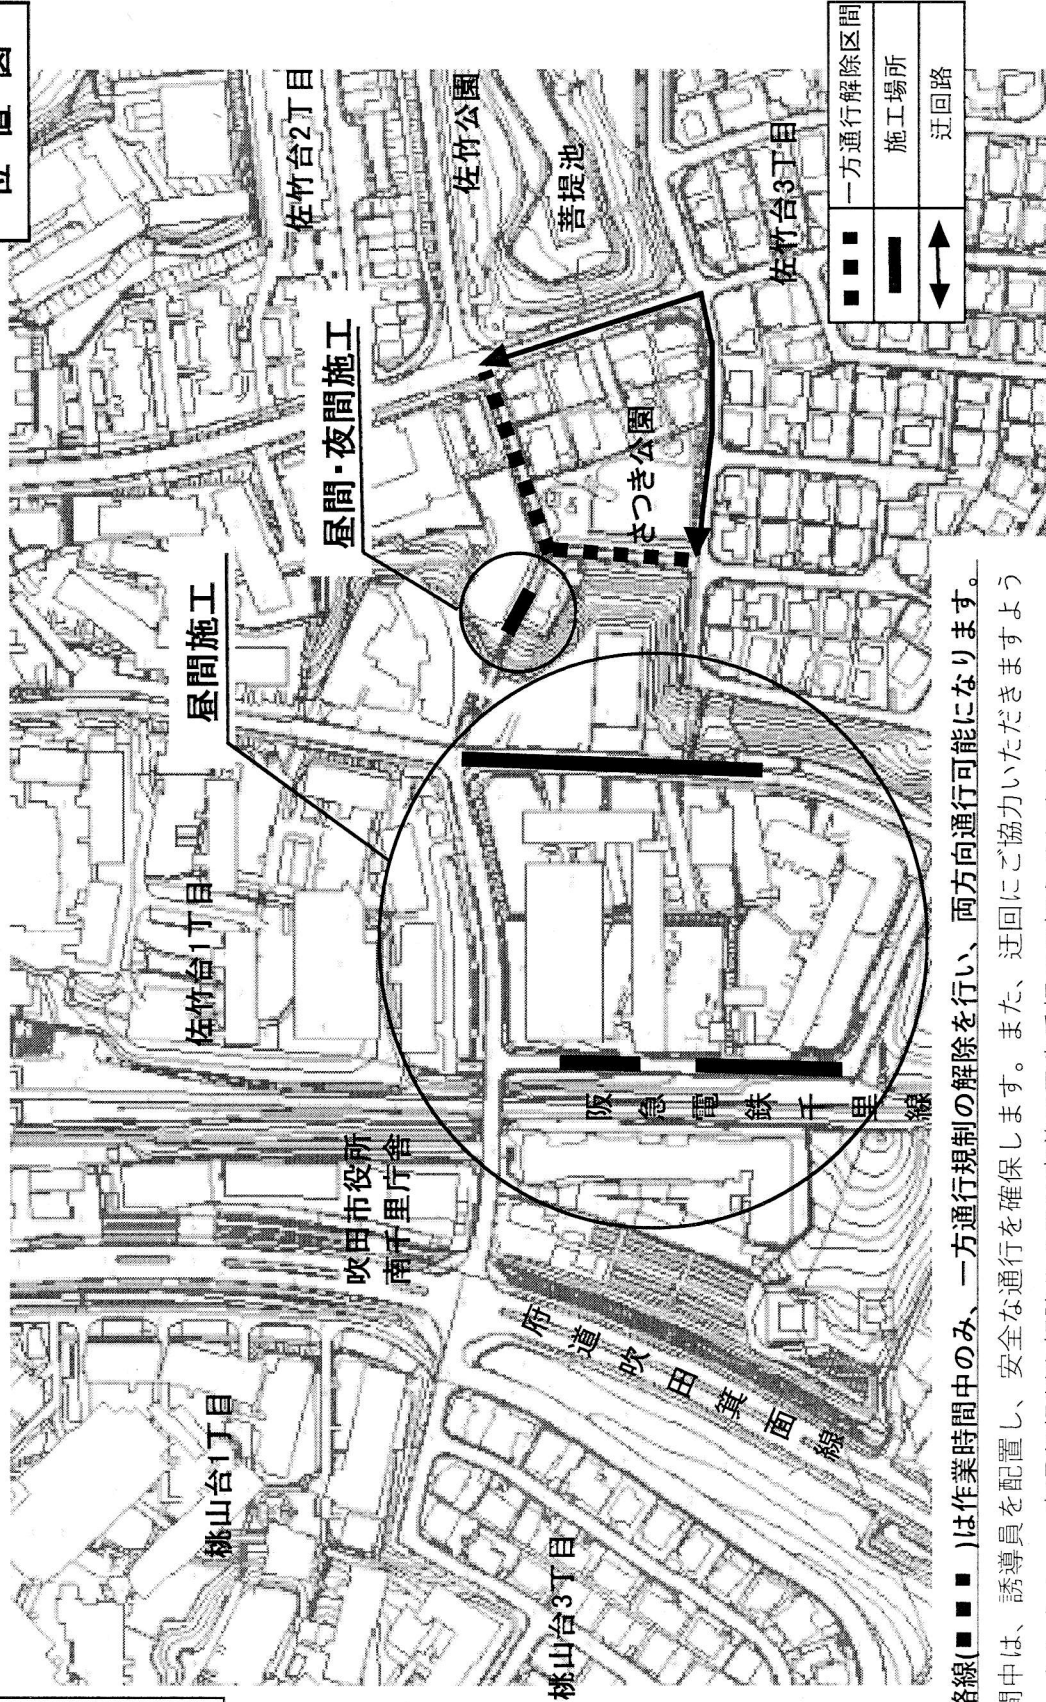 位置図
佐竹台2丁目
佐竹公園
菩提池
佐竹台3丁目
一方通行解除区間
施工場所
迂回路
昼間・夜間施工
さつき公園
昼間施工
佐竹台1丁目
阪急電鉄千里線
吹田市役所
南千里庁舎
府道吹田箕面線
桃山台1丁目
桃山台3丁目
路線(■ ■ ■ )は作業時間中のみ、一方通行規制の解除を行い、両方向通行可能になります。
間中は、誘導員を配置し、安全な通行を確保します。また、迂回にご協力いただきますよう